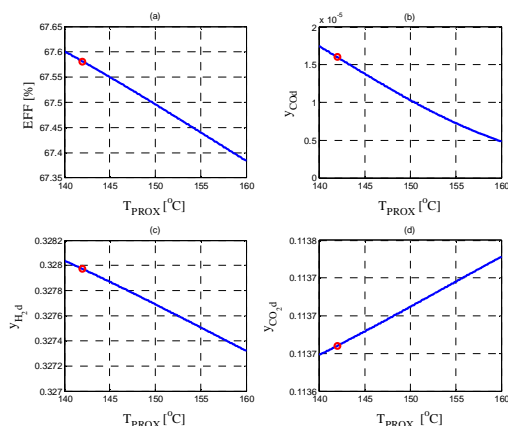 (a)
67.65
67.6
67.55
67.5
67.45
67.4
67.35
EFF [%]
140 145 150 155 160
T_PROX [°C]
(b)
x 10^-5
2
1.5
1
0.5
0
y_COd
140 145 150 155 160
T_PROX [°C]
(c)
0.3282
0.328
0.3278
0.3276
0.3274
0.3272
0.327
y_H2d
140 145 150 155 160
T_PROX [°C]
(d)
0.1138
0.1137
0.1137
0.1137
0.1136
y_CO2d
140 145 150 155 160
T_PROX [°C]